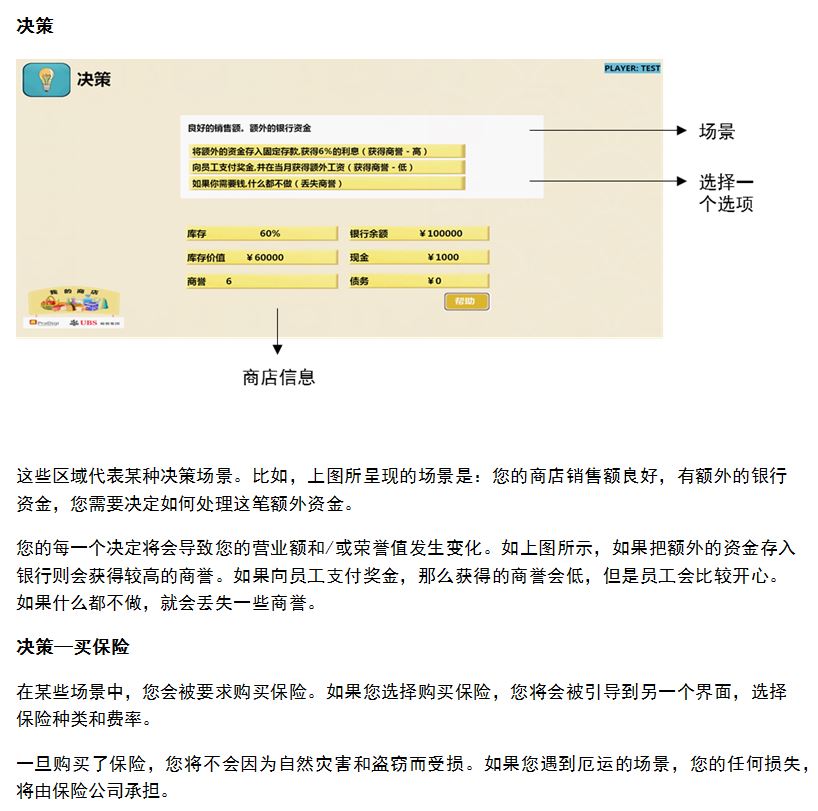 决策
决策
PLAYER: TEST
良好的销售额。额外的银行资金
将额外的资金存入固定存款,获得6%的利息（获得商誉 - 高）
向员工支付奖金,并在当月获得额外工资（获得商誉 - 低）
如果你需要钱,什么都不做（丢失商誉）
场景
选择一
个选项
库存 60% 银行余额 ￥100000
库存价值 ￥60000 现金 ￥1000
商誉 6 债务 ￥0
帮助
我的商店
UBS
商店信息
这些区域代表某种决策场景。比如，上图所呈现的场景是：您的商店销售额良好，有额外的银行
资金，您需要决定如何处理这笔额外资金。
您的每一个决定将会导致您的营业额和/或荣誉值发生变化。如上图所示，如果把额外的资金存入
银行则会获得较高的商誉。如果向员工支付奖金，那么获得的商誉会低，但是员工会比较开心。
如果什么都不做，就会丢失一些商誉。
决策—买保险
在某些场景中，您会被要求购买保险。如果您选择购买保险，您将会被引导到另一个界面，选择
保险种类和费率。
一旦购买了保险，您将不会因为自然灾害和盗窃而受损。如果您遇到厄运的场景，您的任何损失，
将由保险公司承担。